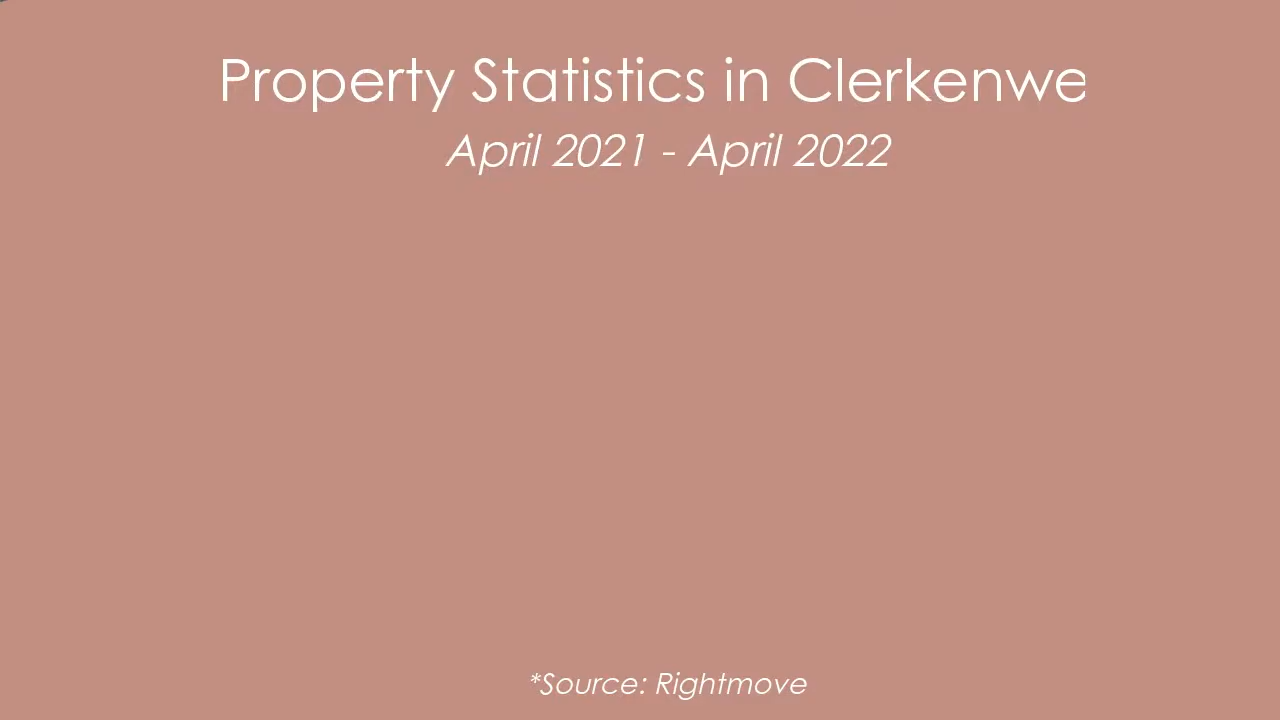 Property Statistics in Clerkenwe
April 2021 - April 2022
*Source: Rightmove